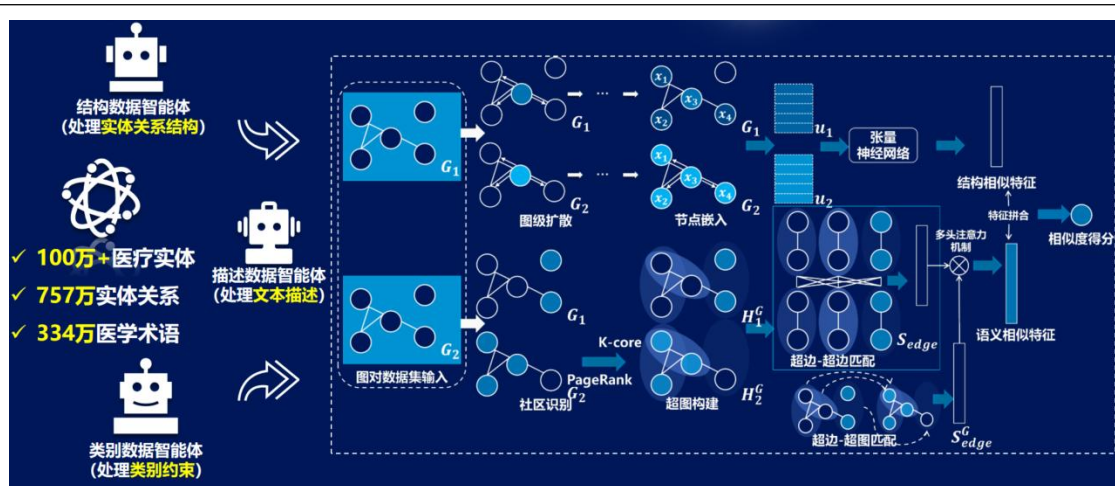 结构数据智能体
(处理实体关系结构)
✓ 100万+医疗实体
✓ 757万实体关系
✓ 334万医学术语
描述数据智能体
(处理文本描述)
类别数据智能体
(处理类别约束)
G₁
G₂
图对数据集输入
G₁
G₂
图级扩散
...
...
x₁
x₂
x₃
x₄
G₁
x₁
x₂
x₃
x₄
G₂
节点嵌入
u₁
u₂
张量
神经网络
结构相似特征
特征拼合
相似度得分
语义相似特征
G₁
G₂
社区识别
K-core
PageRank
H₁ᴳ
H₂ᴳ
超图构建
超边-超边匹配
S_edge
多头注意力
机制
超边-超图匹配
Sᴳ_edge